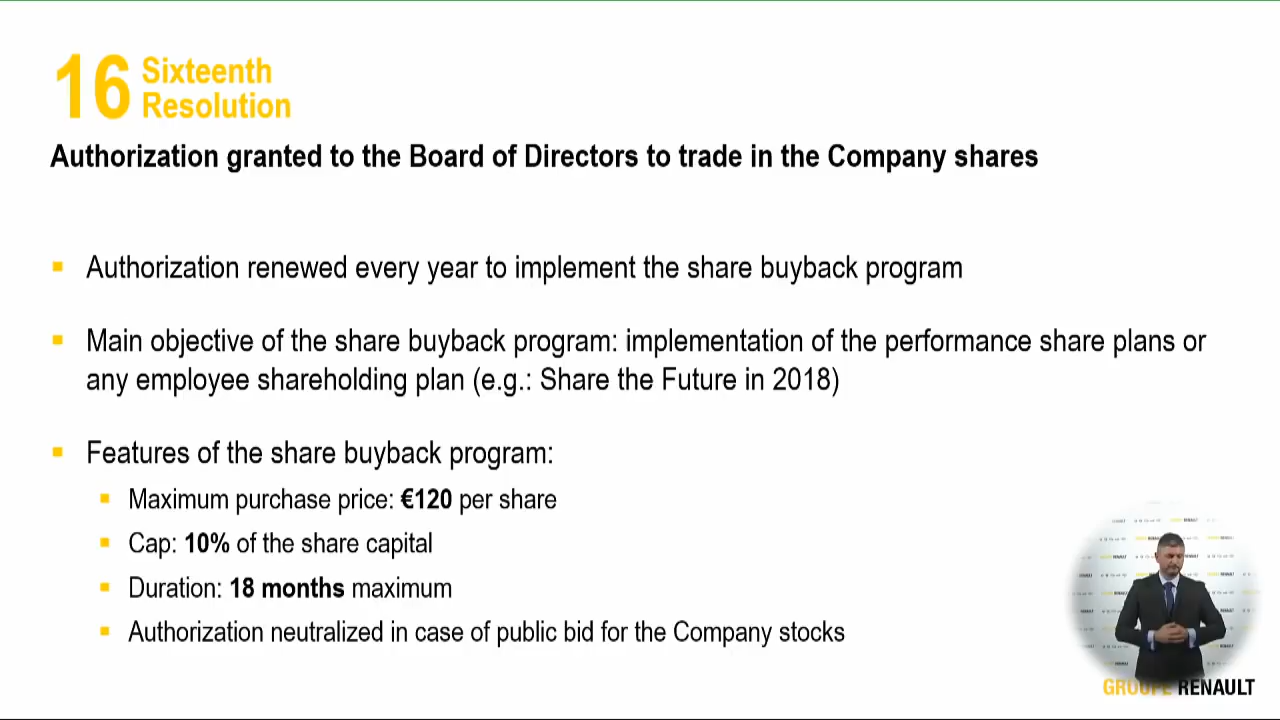 16 Sixteenth
Resolution
Authorization granted to the Board of Directors to trade in the Company shares
Authorization renewed every year to implement the share buyback program
Main objective of the share buyback program: implementation of the performance share plans or
any employee shareholding plan (e.g.: Share the Future in 2018)
Features of the share buyback program:
Maximum purchase price: €120 per share
Cap: 10% of the share capital
Duration: 18 months maximum
Authorization neutralized in case of public bid for the Company stocks
GROUPE RENAULT